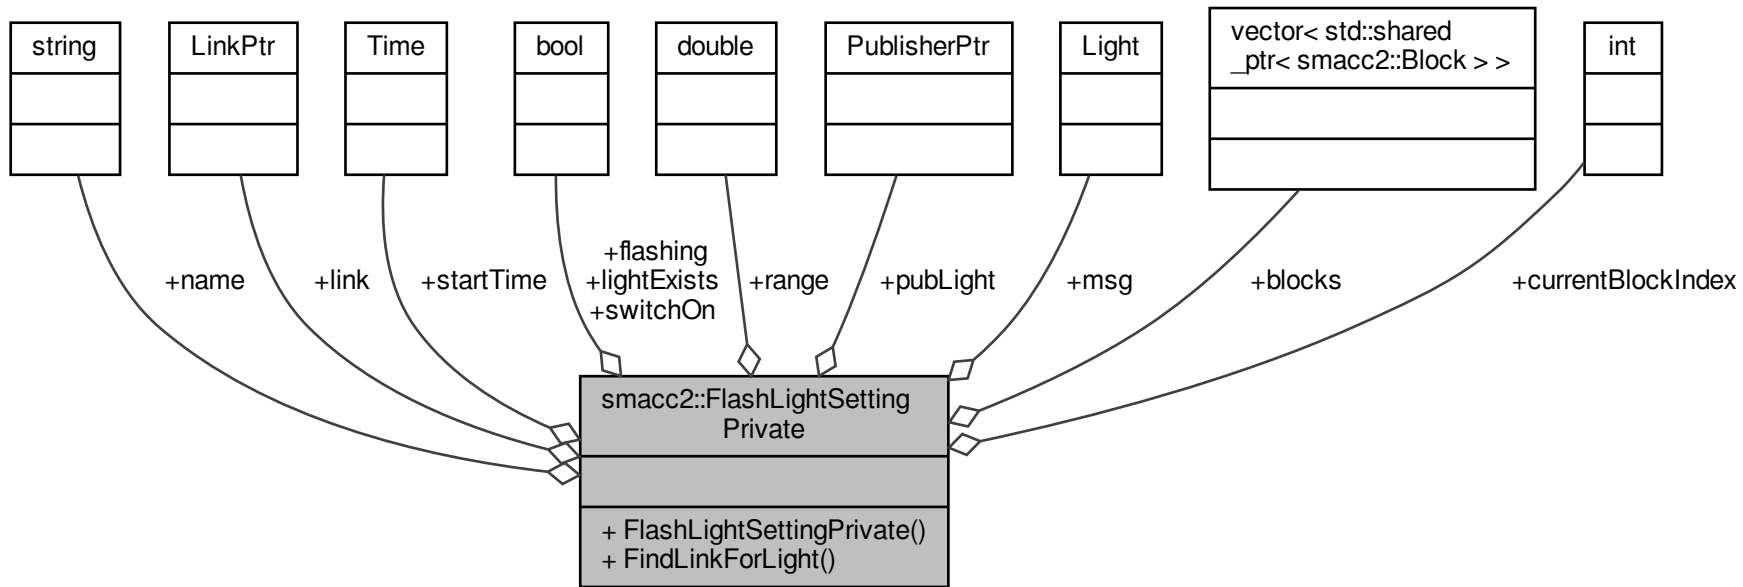 string
LinkPtr
Time
bool
double
PublisherPtr
Light
vector< std::shared
_ptr< smacc2::Block > >
int
+name
+link
+startTime
+flashing
+lightExists
+switchOn
+range
+pubLight
+msg
+blocks
+currentBlockIndex
smacc2::FlashLightSetting
Private
+ FlashLightSettingPrivate()
+ FindLinkForLight()